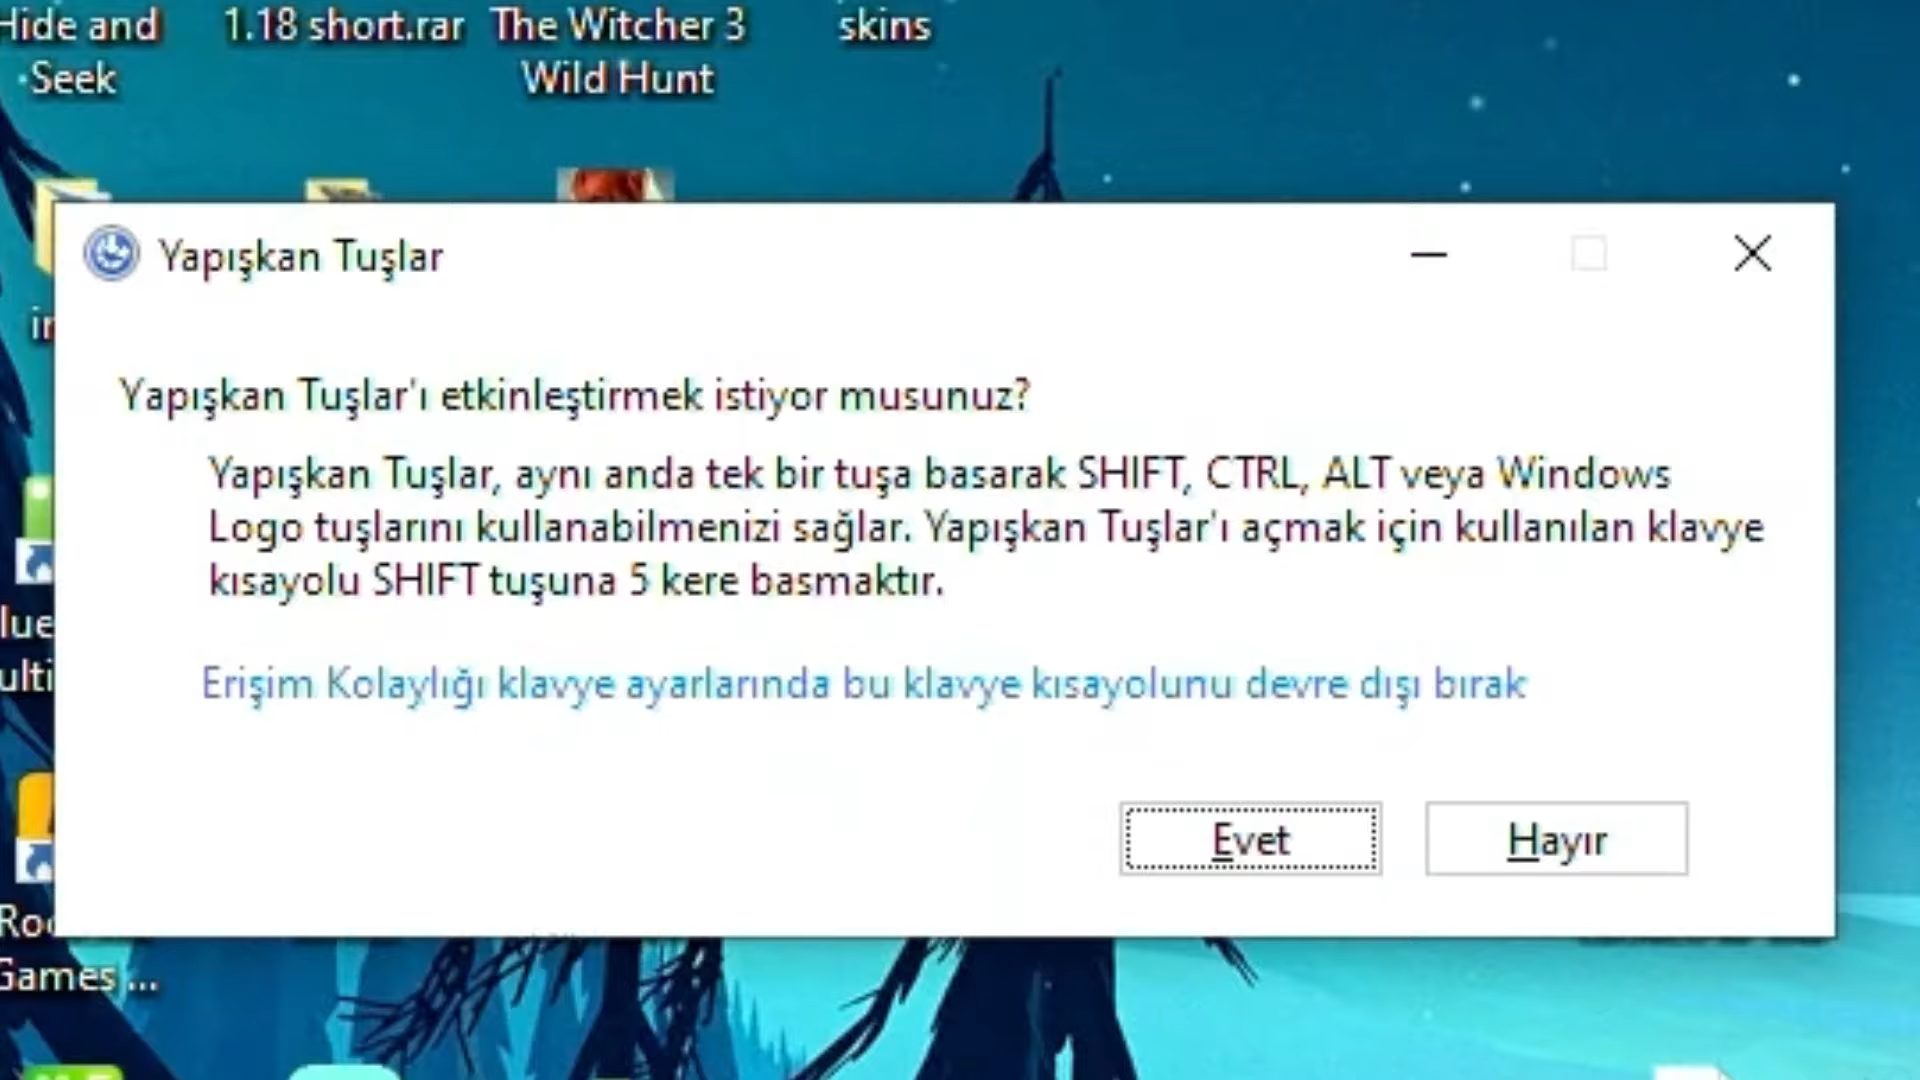 Hide and
Seek
1.18 short.rar
The Witcher 3
Wild Hunt
skins
Yapışkan Tuşlar
Yapışkan Tuşlar'ı etkinleştirmek istiyor musunuz?
Yapışkan Tuşlar, aynı anda tek bir tuşa basarak SHIFT, CTRL, ALT veya Windows
Logo tuşlarını kullanabilmenizi sağlar. Yapışkan Tuşlar'ı açmak için kullanılan klavye
kısayolu SHIFT tuşuna 5 kere basmaktır.
Erişim Kolaylığı klavye ayarlarında bu klavye kısayolunu devre dışı bırak
Evet
Hayır
Games ...